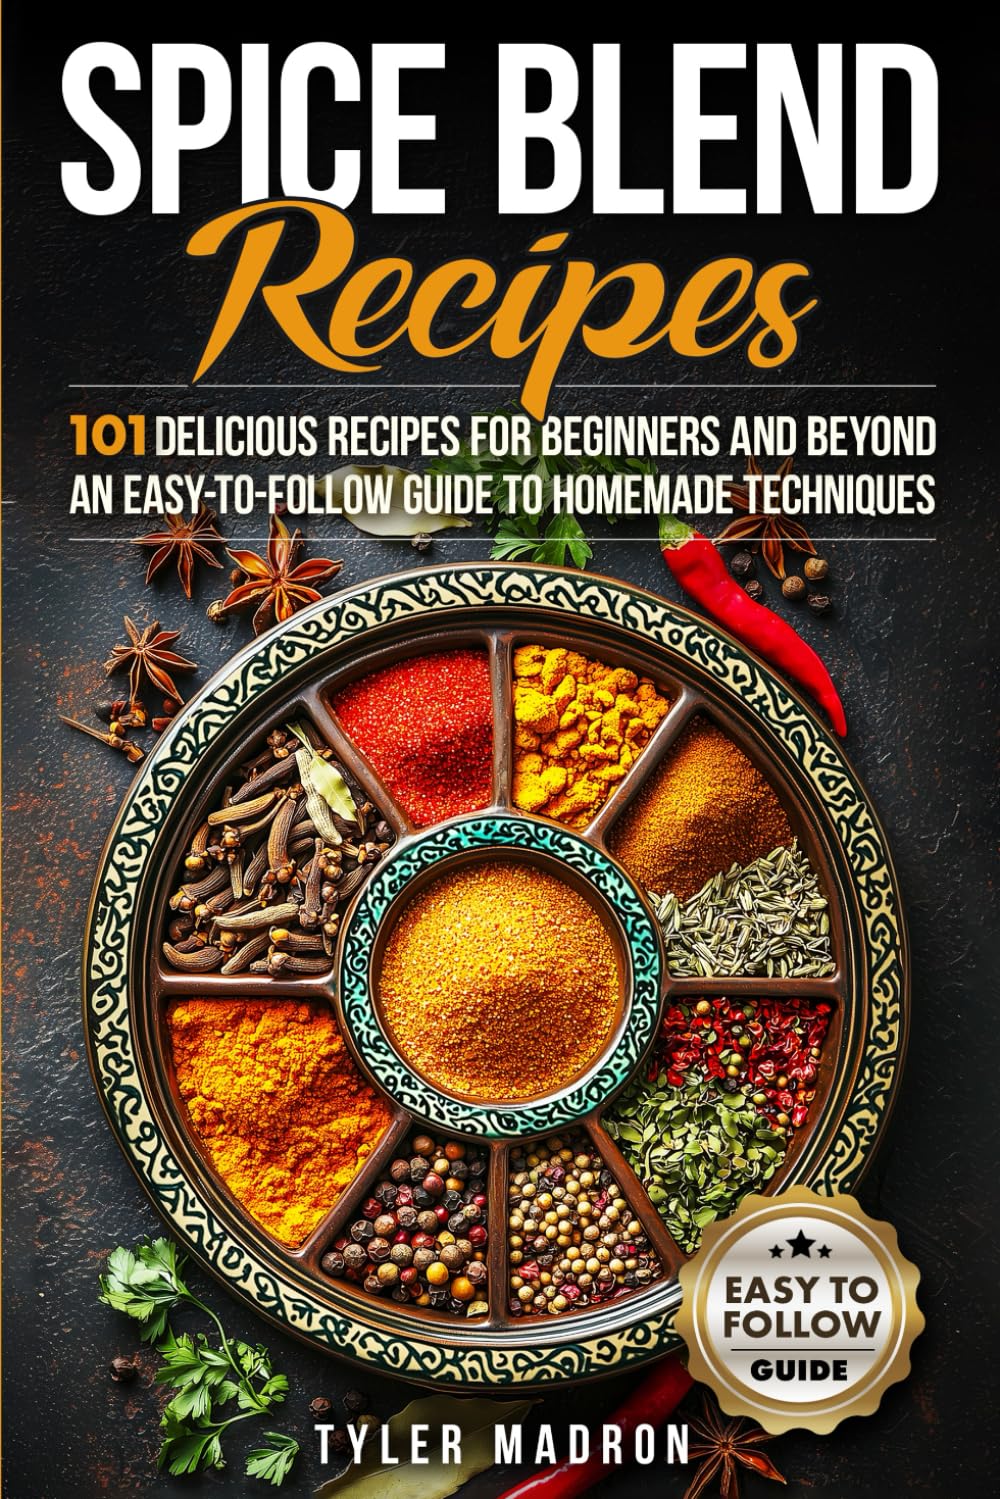 SPICE BLEND
Recipes
101 DELICIOUS RECIPES FOR BEGINNERS AND BEYOND
AN EASY-TO-FOLLOW GUIDE TO HOMEMADE TECHNIQUES
EASY TO
FOLLOW
GUIDE
TYLER MADRON